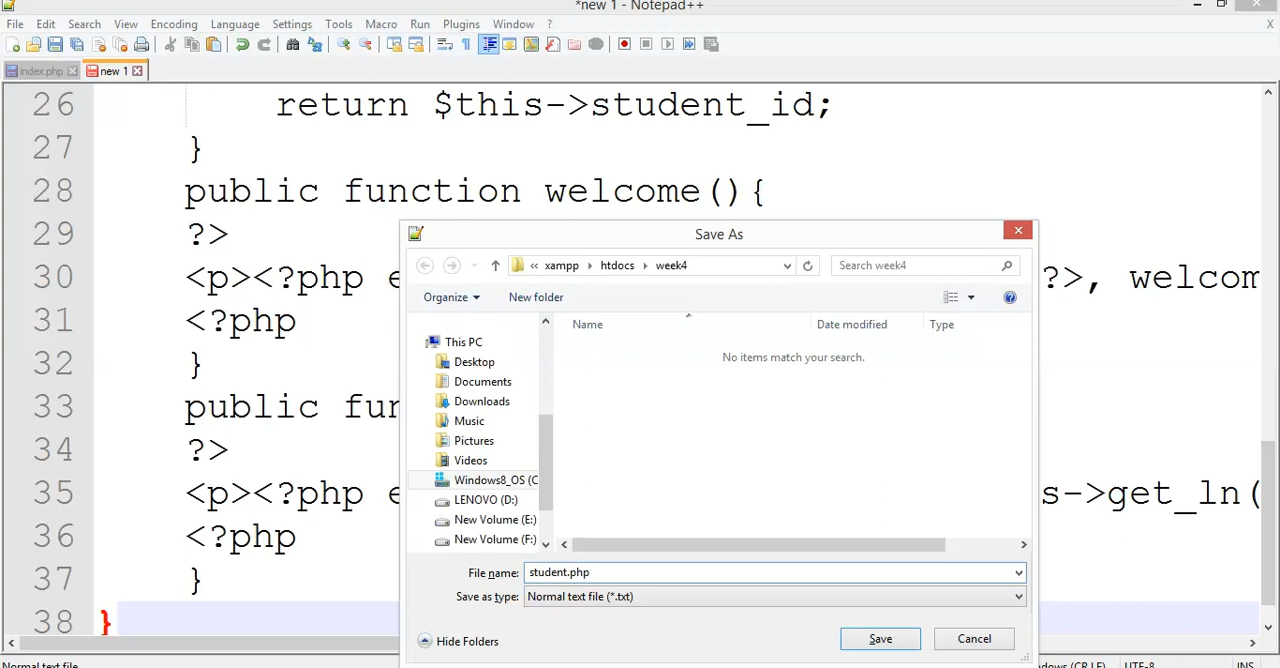 *new 1 - Notepad++
File Edit Search View Encoding Language Settings Tools Macro Run Plugins Window ? X
index.php new 1
26 return $this->student_id;
27 }
28 public function welcome(){
29 ?>
30 <p><?php e ?>, welcom
31 <?php
32 }
33 public fun
34 ?>
35 <p><?php e s->get_ln(
36 <?php
37 }
38 }
Save As
« xampp htdocs week4 Search week4
Organize New folder
Name Date modified Type
No items match your search.
This PC
Desktop
Documents
Downloads
Music
Pictures
Videos
Windows8_OS (C
LENOVO (D:)
New Volume (E:)
New Volume (F:)
File name: student.php
Save as type: Normal text file (*.txt)
Hide Folders Save Cancel
Normal text file dows (CR LF) UTF-8 INS